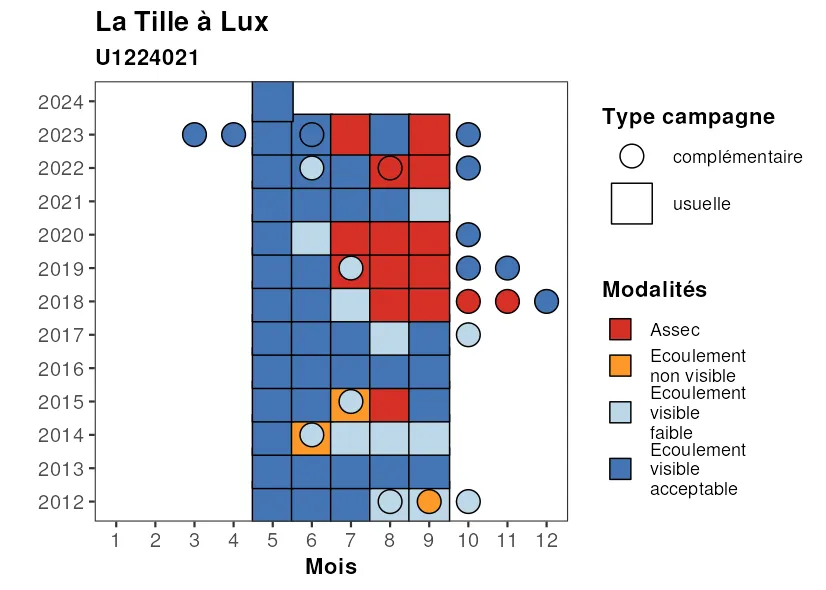 La Tille à Lux
U1224021
2024
2023
2022
2021
2020
2019
2018
2017
2016
2015
2014
2013
2012
1 2 3 4 5 6 7 8 9 10 11 12
Mois
Type campagne
complémentaire
usuelle
Modalités
Assec
Ecoulement
non visible
Ecoulement
visible
faible
Ecoulement
visible
acceptable